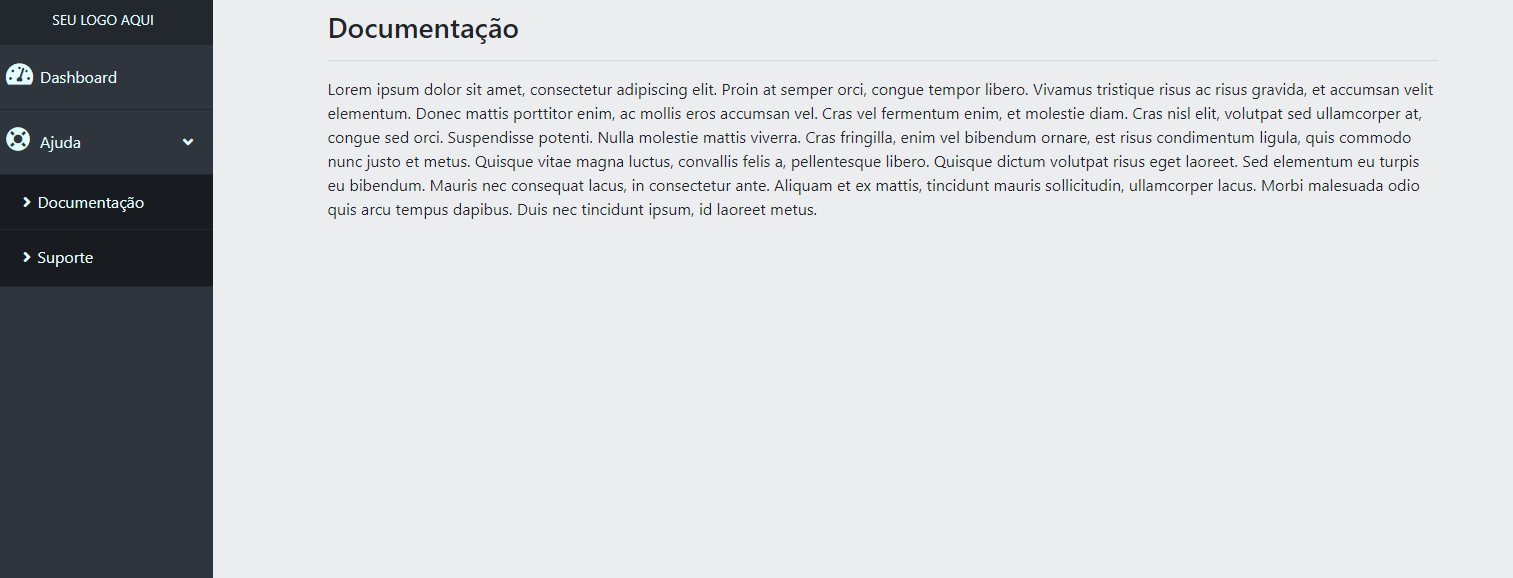 SEU LOGO AQUI
Dashboard
Ajuda
Documentação
Suporte
Documentação
Lorem ipsum dolor sit amet, consectetur adipiscing elit. Proin at semper orci, congue tempor libero. Vivamus tristique risus ac risus gravida, et accumsan velit
elementum. Donec mattis porttitor enim, ac mollis eros accumsan vel. Cras vel fermentum enim, et molestie diam. Cras nisl elit, volutpat sed ullamcorper at,
congue sed orci. Suspendisse potenti. Nulla molestie mattis viverra. Cras fringilla, enim vel bibendum ornare, est risus condimentum ligula, quis commodo
nunc justo et metus. Quisque vitae magna luctus, convallis felis a, pellentesque libero. Quisque dictum volutpat risus eget laoreet. Sed elementum eu turpis
eu bibendum. Mauris nec consequat lacus, in consectetur ante. Aliquam et ex mattis, tincidunt mauris sollicitudin, ullamcorper lacus. Morbi malesuada odio
quis arcu tempus dapibus. Duis nec tincidunt ipsum, id laoreet metus.